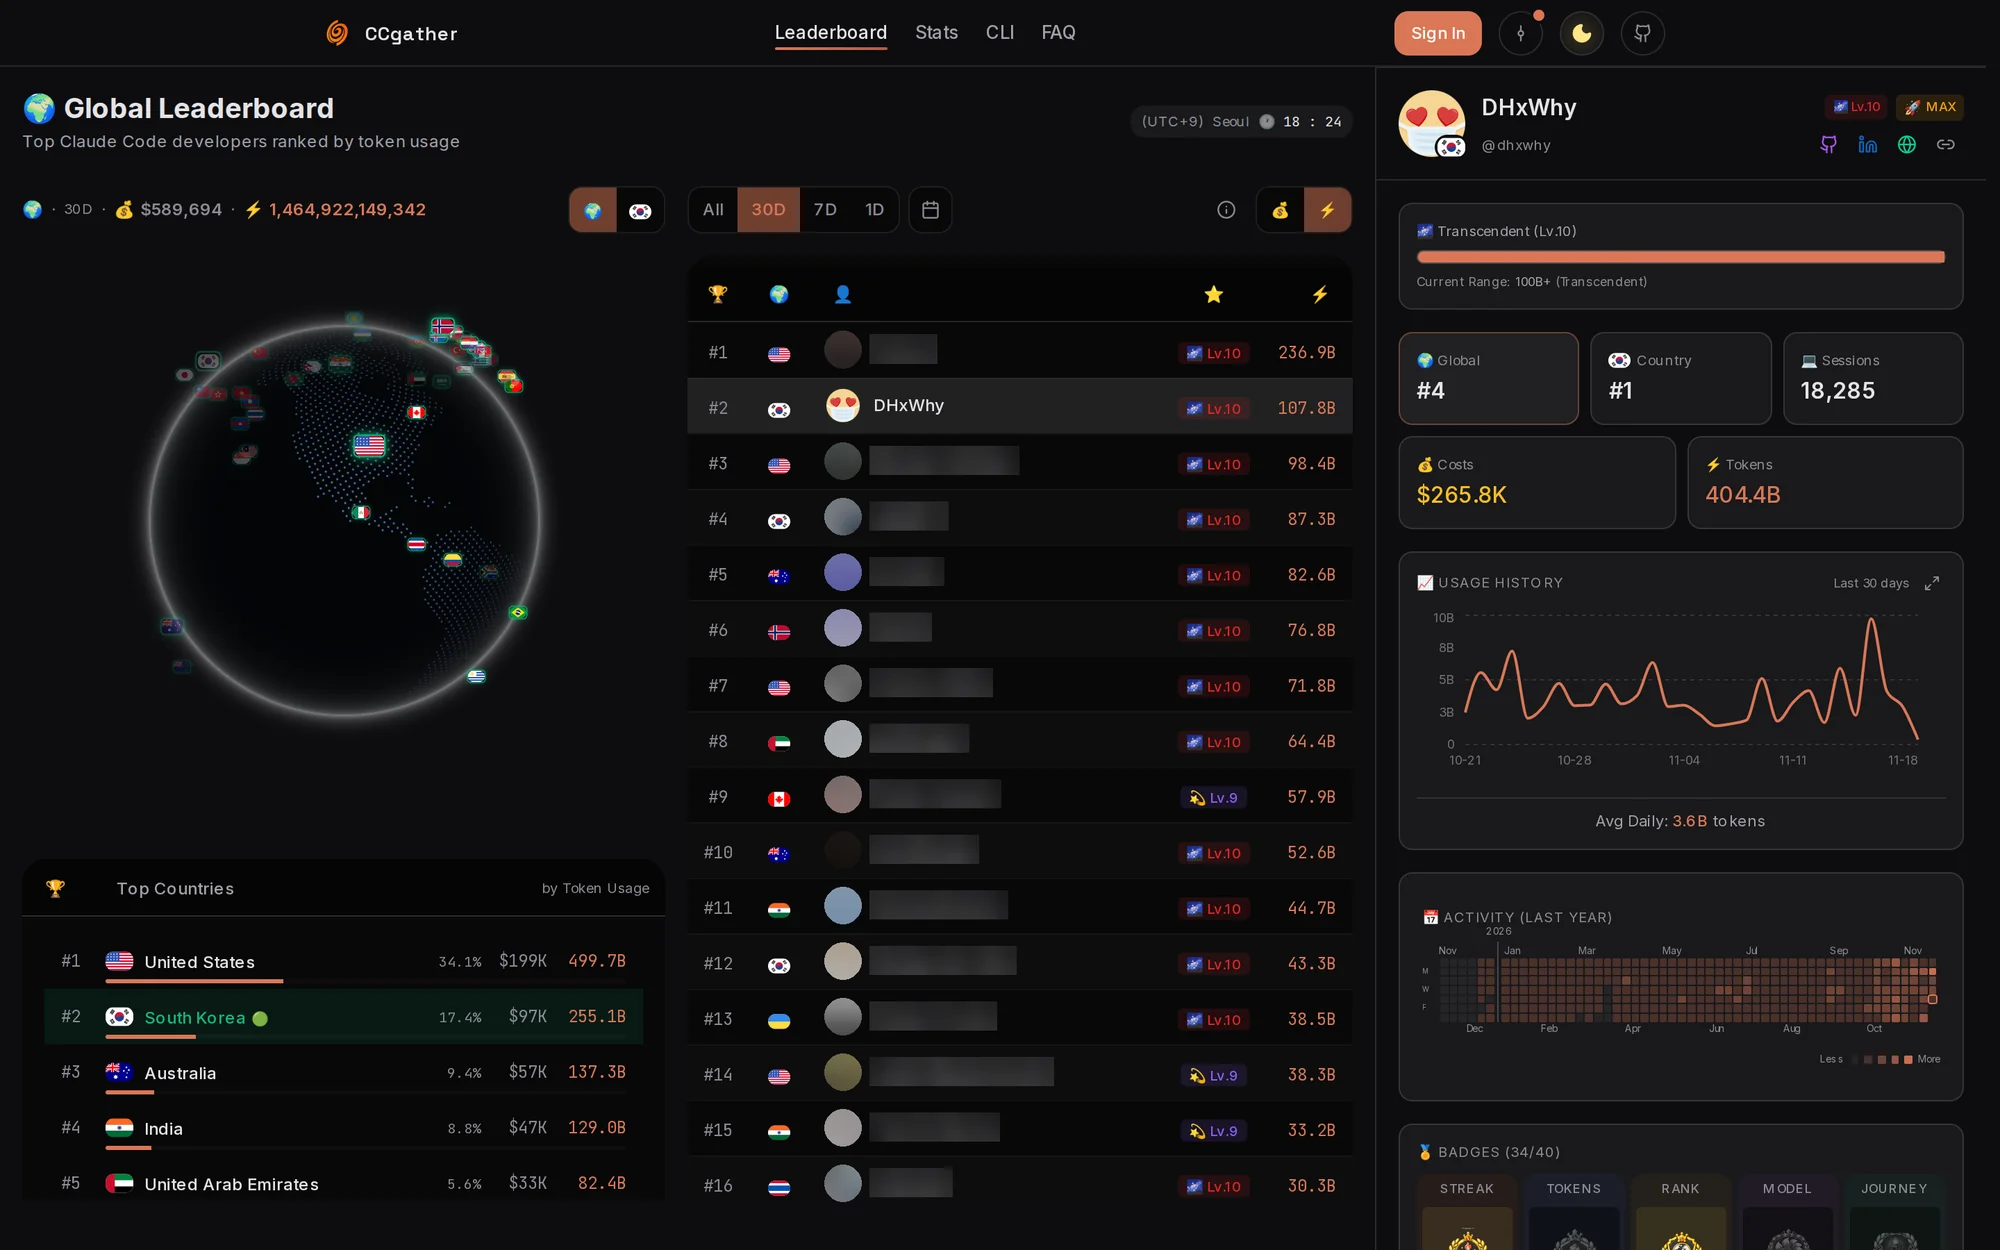 CCgather
Leaderboard Stats CLI FAQ
Sign In
Global Leaderboard
Top Claude Code developers ranked by token usage
(UTC+9) Seoul 18 : 24
· 30D · $589,694 · 1,464,922,149,342
All 30D 7D 1D
#1 Lv.10 236.9B
#2 DHxWhy Lv.10 107.8B
#3 Lv.10 98.4B
#4 Lv.10 87.3B
#5 Lv.10 82.6B
#6 Lv.10 76.8B
#7 Lv.10 71.8B
#8 Lv.10 64.4B
#9 Lv.9 57.9B
#10 Lv.10 52.6B
#11 Lv.10 44.7B
#12 Lv.10 43.3B
#13 Lv.10 38.5B
#14 Lv.9 38.3B
#15 Lv.9 33.2B
#16 Lv.10 30.3B
Top Countries by Token Usage
#1 United States 34.1% $199K 499.7B
#2 South Korea 17.4% $97K 255.1B
#3 Australia 9.4% $57K 137.3B
#4 India 8.8% $47K 129.0B
#5 United Arab Emirates 5.6% $33K 82.4B
DHxWhy Lv.10 MAX
@dhxwhy
Transcendent (Lv.10)
Current Range: 100B+ (Transcendent)
Global
#4
Country
#1
Sessions
18,285
Costs
$265.8K
Tokens
404.4B
USAGE HISTORY Last 30 days
10B
8B
5B
3B
0
10-21 10-28 11-04 11-11 11-18
Avg Daily: 3.6B tokens
ACTIVITY (LAST YEAR)
2026
Nov Jan Mar May Jul Sep Nov
M
W
F
Dec Feb Apr Jun Aug Oct
Less More
BADGES (34/40)
STREAK TOKENS RANK MODEL JOURNEY